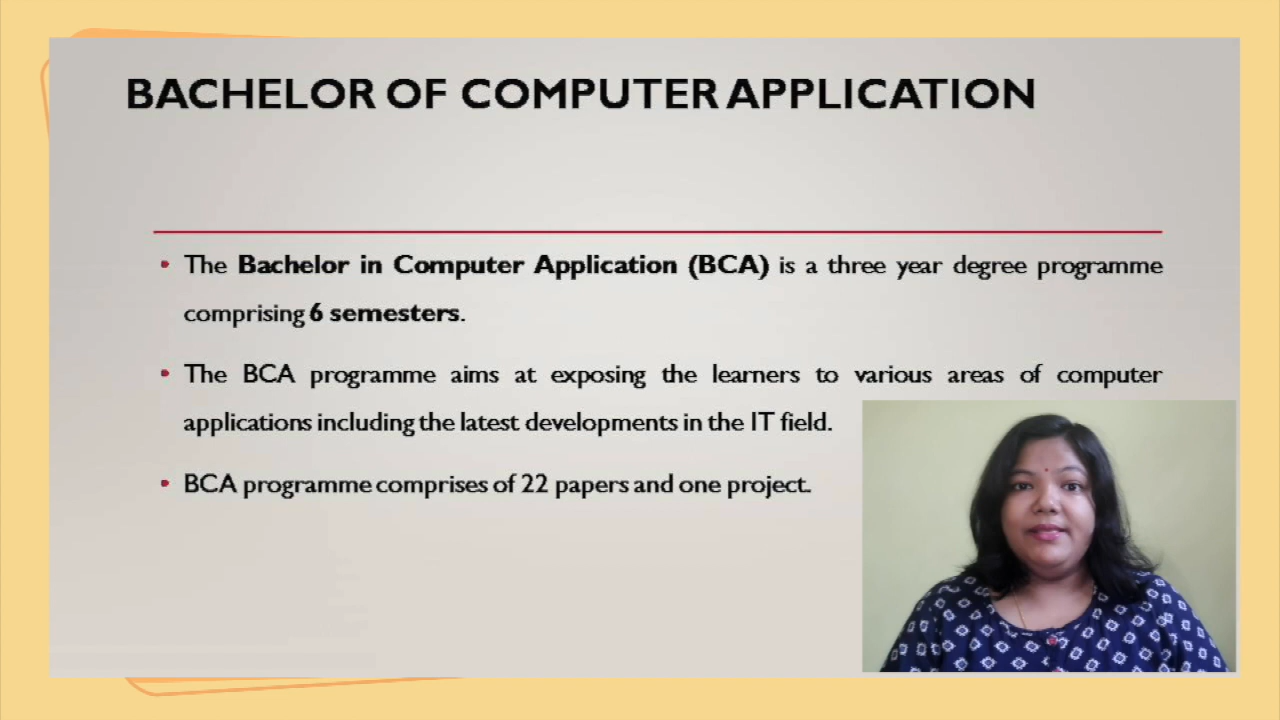 BACHELOR OF COMPUTER APPLICATION
• The Bachelor in Computer Application (BCA) is a three year degree programme
comprising 6 semesters.
• The BCA programme aims at exposing the learners to various areas of computer
applications including the latest developments in the IT field.
• BCA programme comprises of 22 papers and one project.